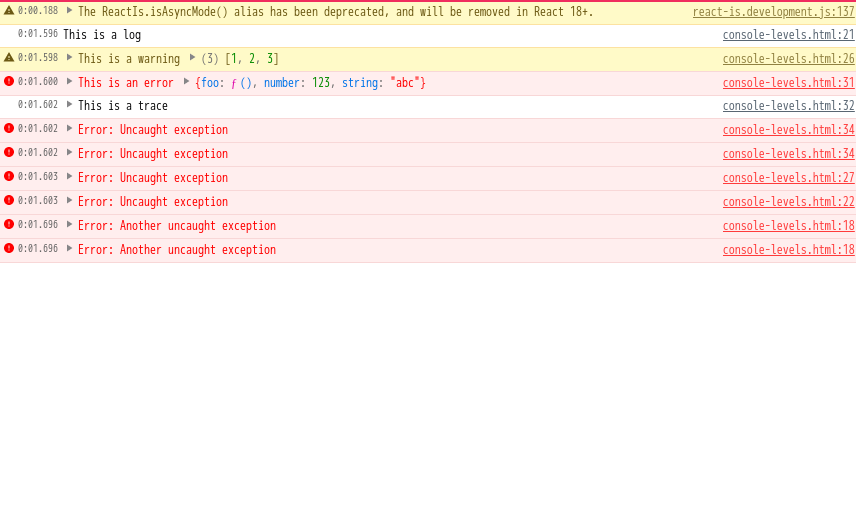 0:00.188 The ReactIs.isAsyncMode() alias has been deprecated, and will be removed in React 18+. react-is.development.js:137
0:01.596 This is a log console-levels.html:21
0:01.598 This is a warning (3) [1, 2, 3] console-levels.html:26
0:01.600 This is an error {foo: ƒ (), number: 123, string: "abc"} console-levels.html:31
0:01.602 This is a trace console-levels.html:32
0:01.602 Error: Uncaught exception console-levels.html:34
0:01.602 Error: Uncaught exception console-levels.html:34
0:01.603 Error: Uncaught exception console-levels.html:27
0:01.603 Error: Uncaught exception console-levels.html:22
0:01.696 Error: Another uncaught exception console-levels.html:18
0:01.696 Error: Another uncaught exception console-levels.html:18